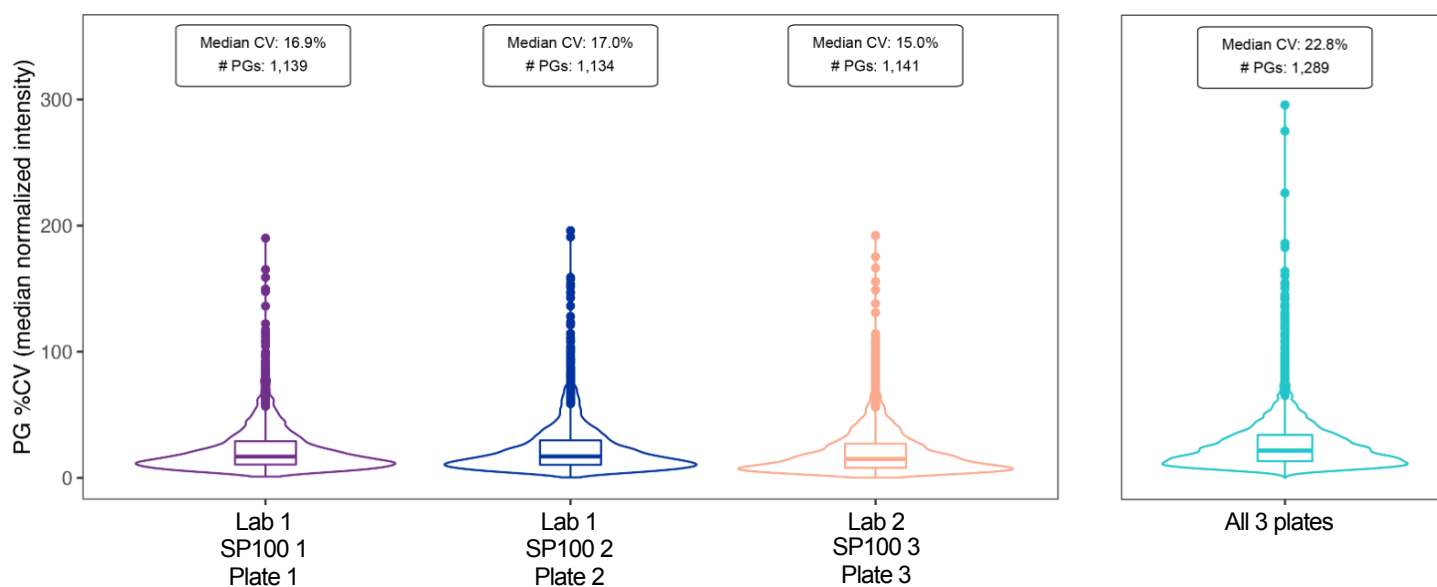 Median CV: 16.9%
# PGs: 1,139
Median CV: 17.0%
# PGs: 1,134
Median CV: 15.0%
# PGs: 1,141
Median CV: 22.8%
# PGs: 1,289
PG %CV (median normalized intensity)
300
200
100
0
Lab 1
SP100 1
Plate 1
Lab 1
SP100 2
Plate 2
Lab 2
SP100 3
Plate 3
All 3 plates